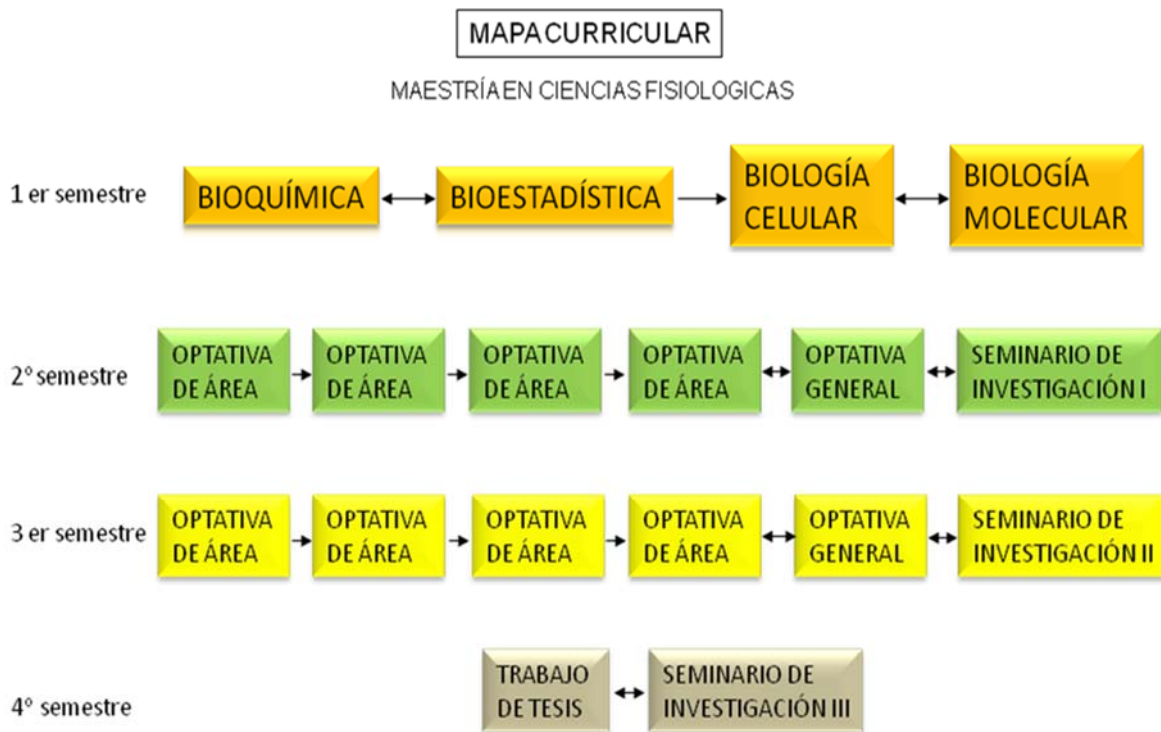 MAPA CURRICULAR
MAESTRÍA EN CIENCIAS FISIOLOGICAS
1 er semestre
BIOQUÍMICA
BIOESTADÍSTICA
BIOLOGÍA
CELULAR
BIOLOGÍA
MOLECULAR
2º semestre
OPTATIVA
DE ÁREA
OPTATIVA
DE ÁREA
OPTATIVA
DE ÁREA
OPTATIVA
DE ÁREA
OPTATIVA
GENERAL
SEMINARIO DE
INVESTIGACIÓN I
3 er semestre
OPTATIVA
DE ÁREA
OPTATIVA
DE ÁREA
OPTATIVA
DE ÁREA
OPTATIVA
DE ÁREA
OPTATIVA
GENERAL
SEMINARIO DE
INVESTIGACIÓN II
4º semestre
TRABAJO
DE TESIS
SEMINARIO DE
INVESTIGACIÓN III